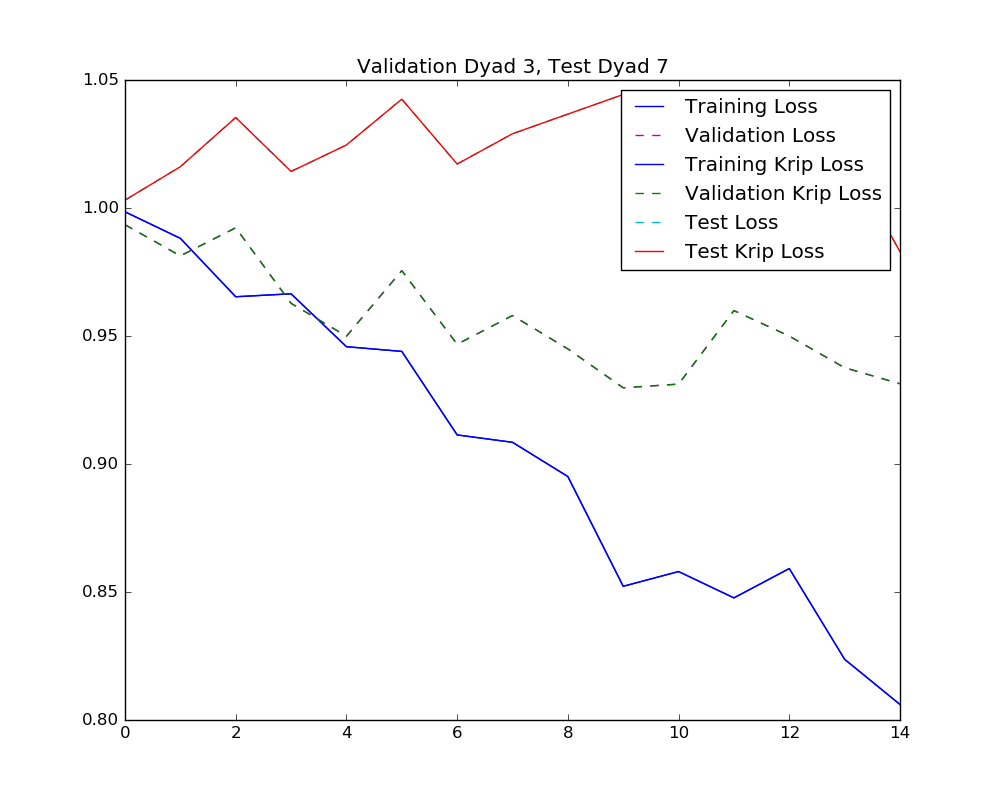 Validation Dyad 3, Test Dyad 7
1.05
1.00
0.95
0.90
0.85
0.80
Training Loss
Validation Loss
Training Krip Loss
Validation Krip Loss
Test Loss
Test Krip Loss
0 2 4 6 8 10 12 14